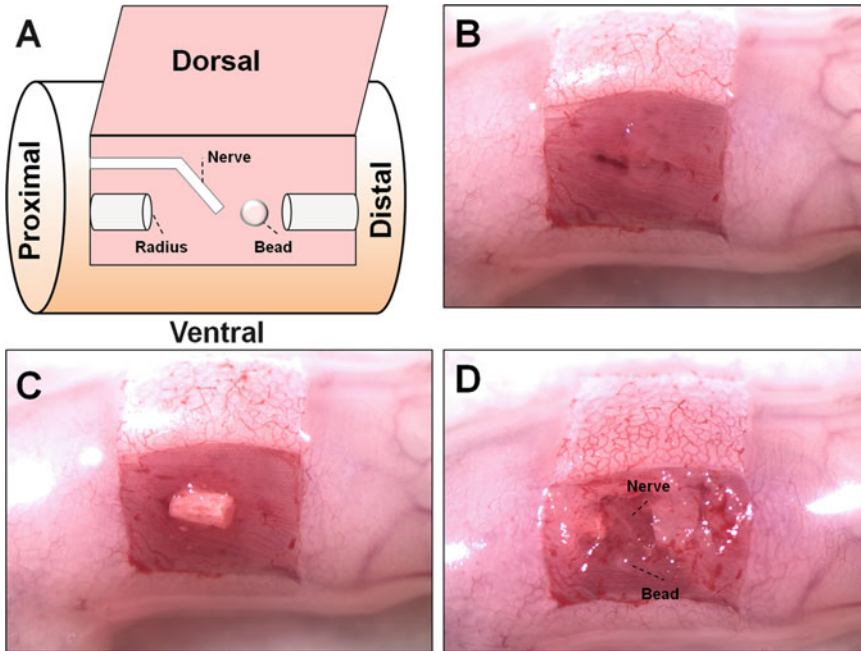 A
Dorsal
Proximal
Nerve
Radius
Bead
Distal
Ventral
B
C
D
Nerve
Bead